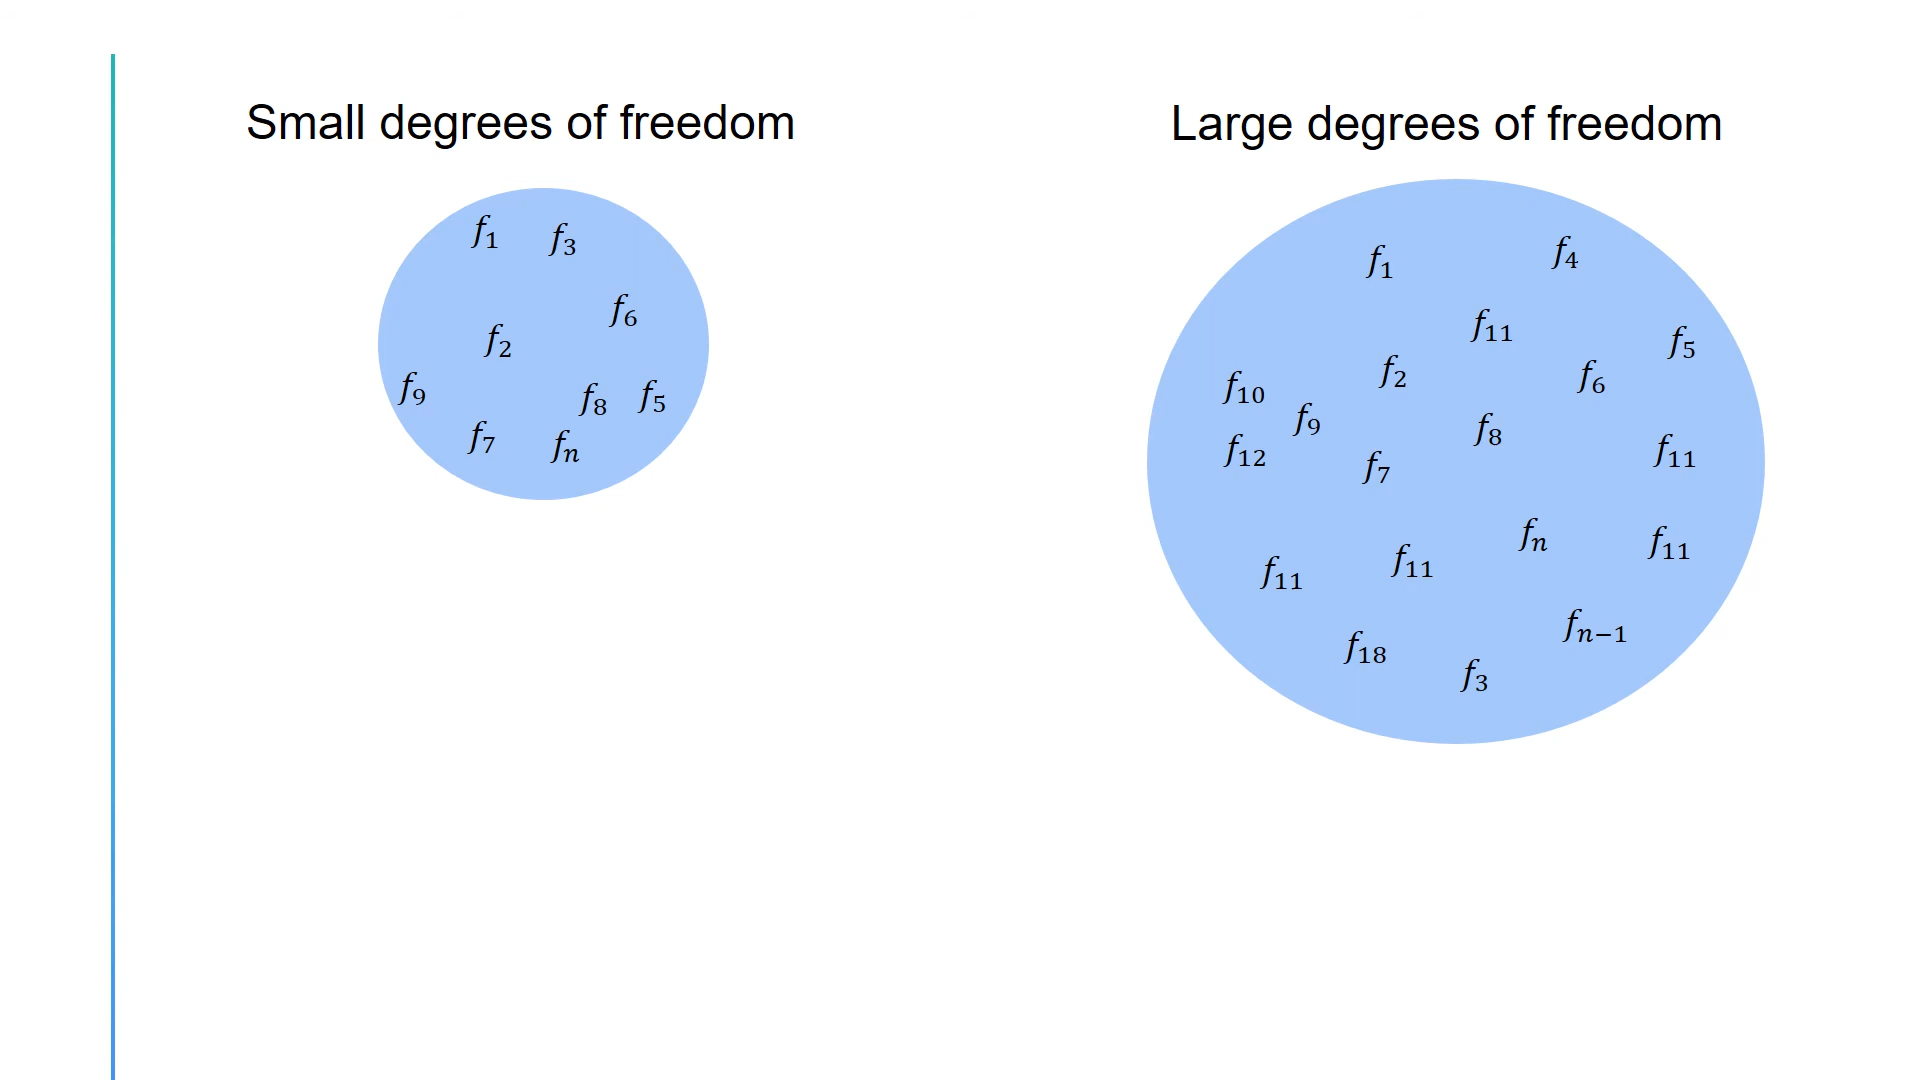 Small degrees of freedom
f₁ f₃
f₆
f₂
f₉ f₈ f₅
f₇ fₙ
Large degrees of freedom
f₁ f₄
f₁₁ f₅
f₁₀ f₂ f₆
f₉ f₈
f₁₂ f₇ f₁₁
fₙ f₁₁
f₁₁ f₁₁
fₙ₋₁
f₁₈ f₃